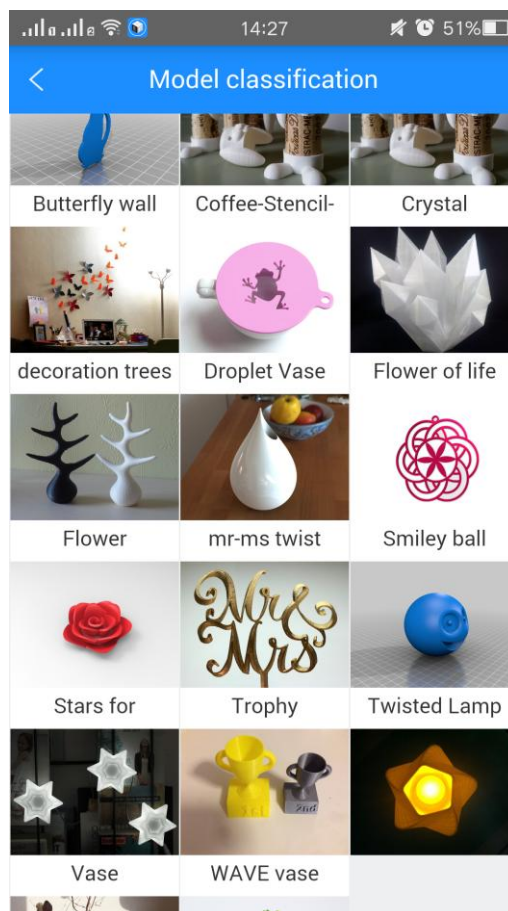 14:27
51%
Model classification
Butterfly wall
Coffee-Stencil-
Crystal
decoration trees
Droplet Vase
Flower of life
Flower
mr-ms twist
Smiley ball
Mr &
Mrs
Stars for
Trophy
Twisted Lamp
1st
2nd
Vase
WAVE vase